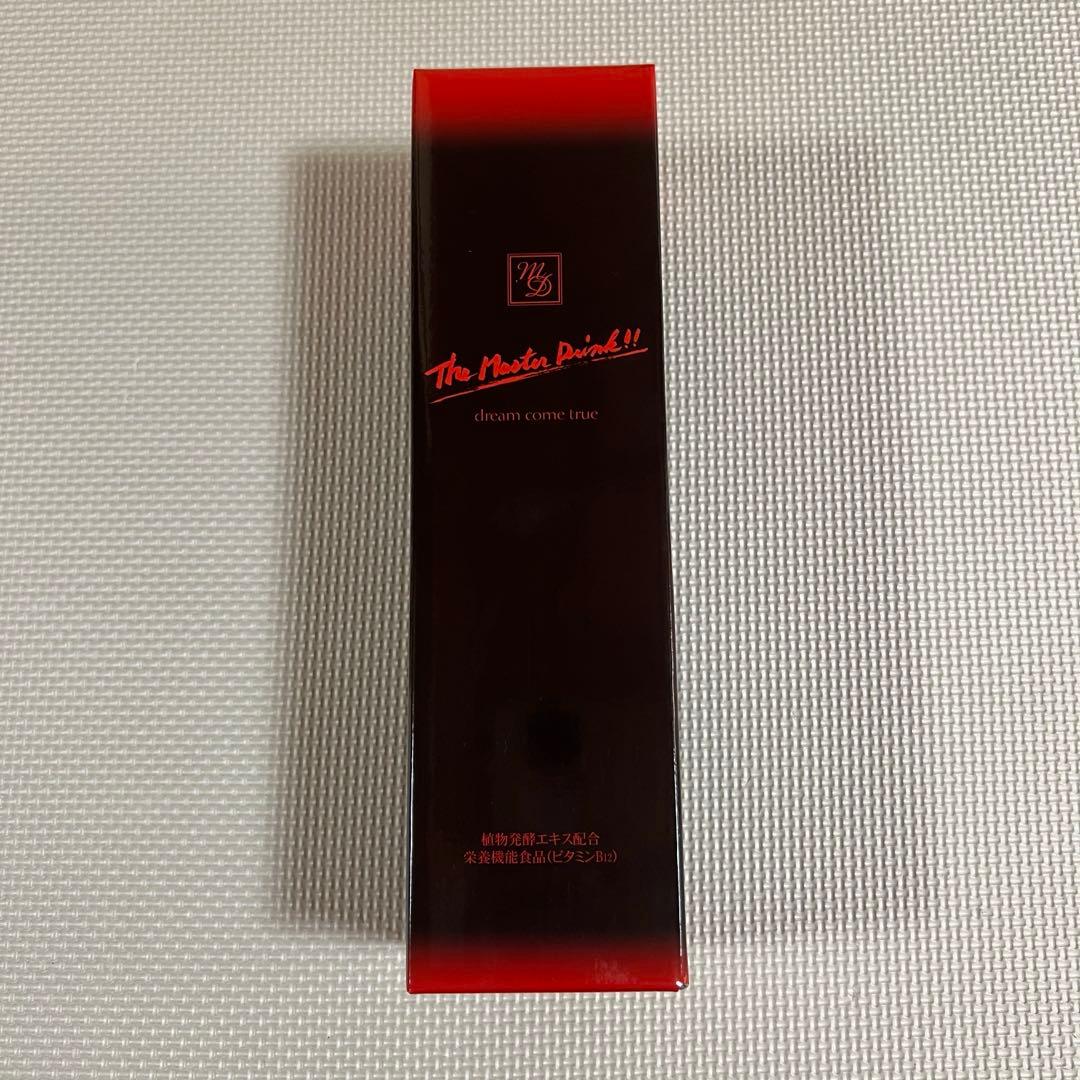 MD
The Master Drink!!
dream come true
植物発酵エキス配合
栄養機能食品(ビタミンB12)